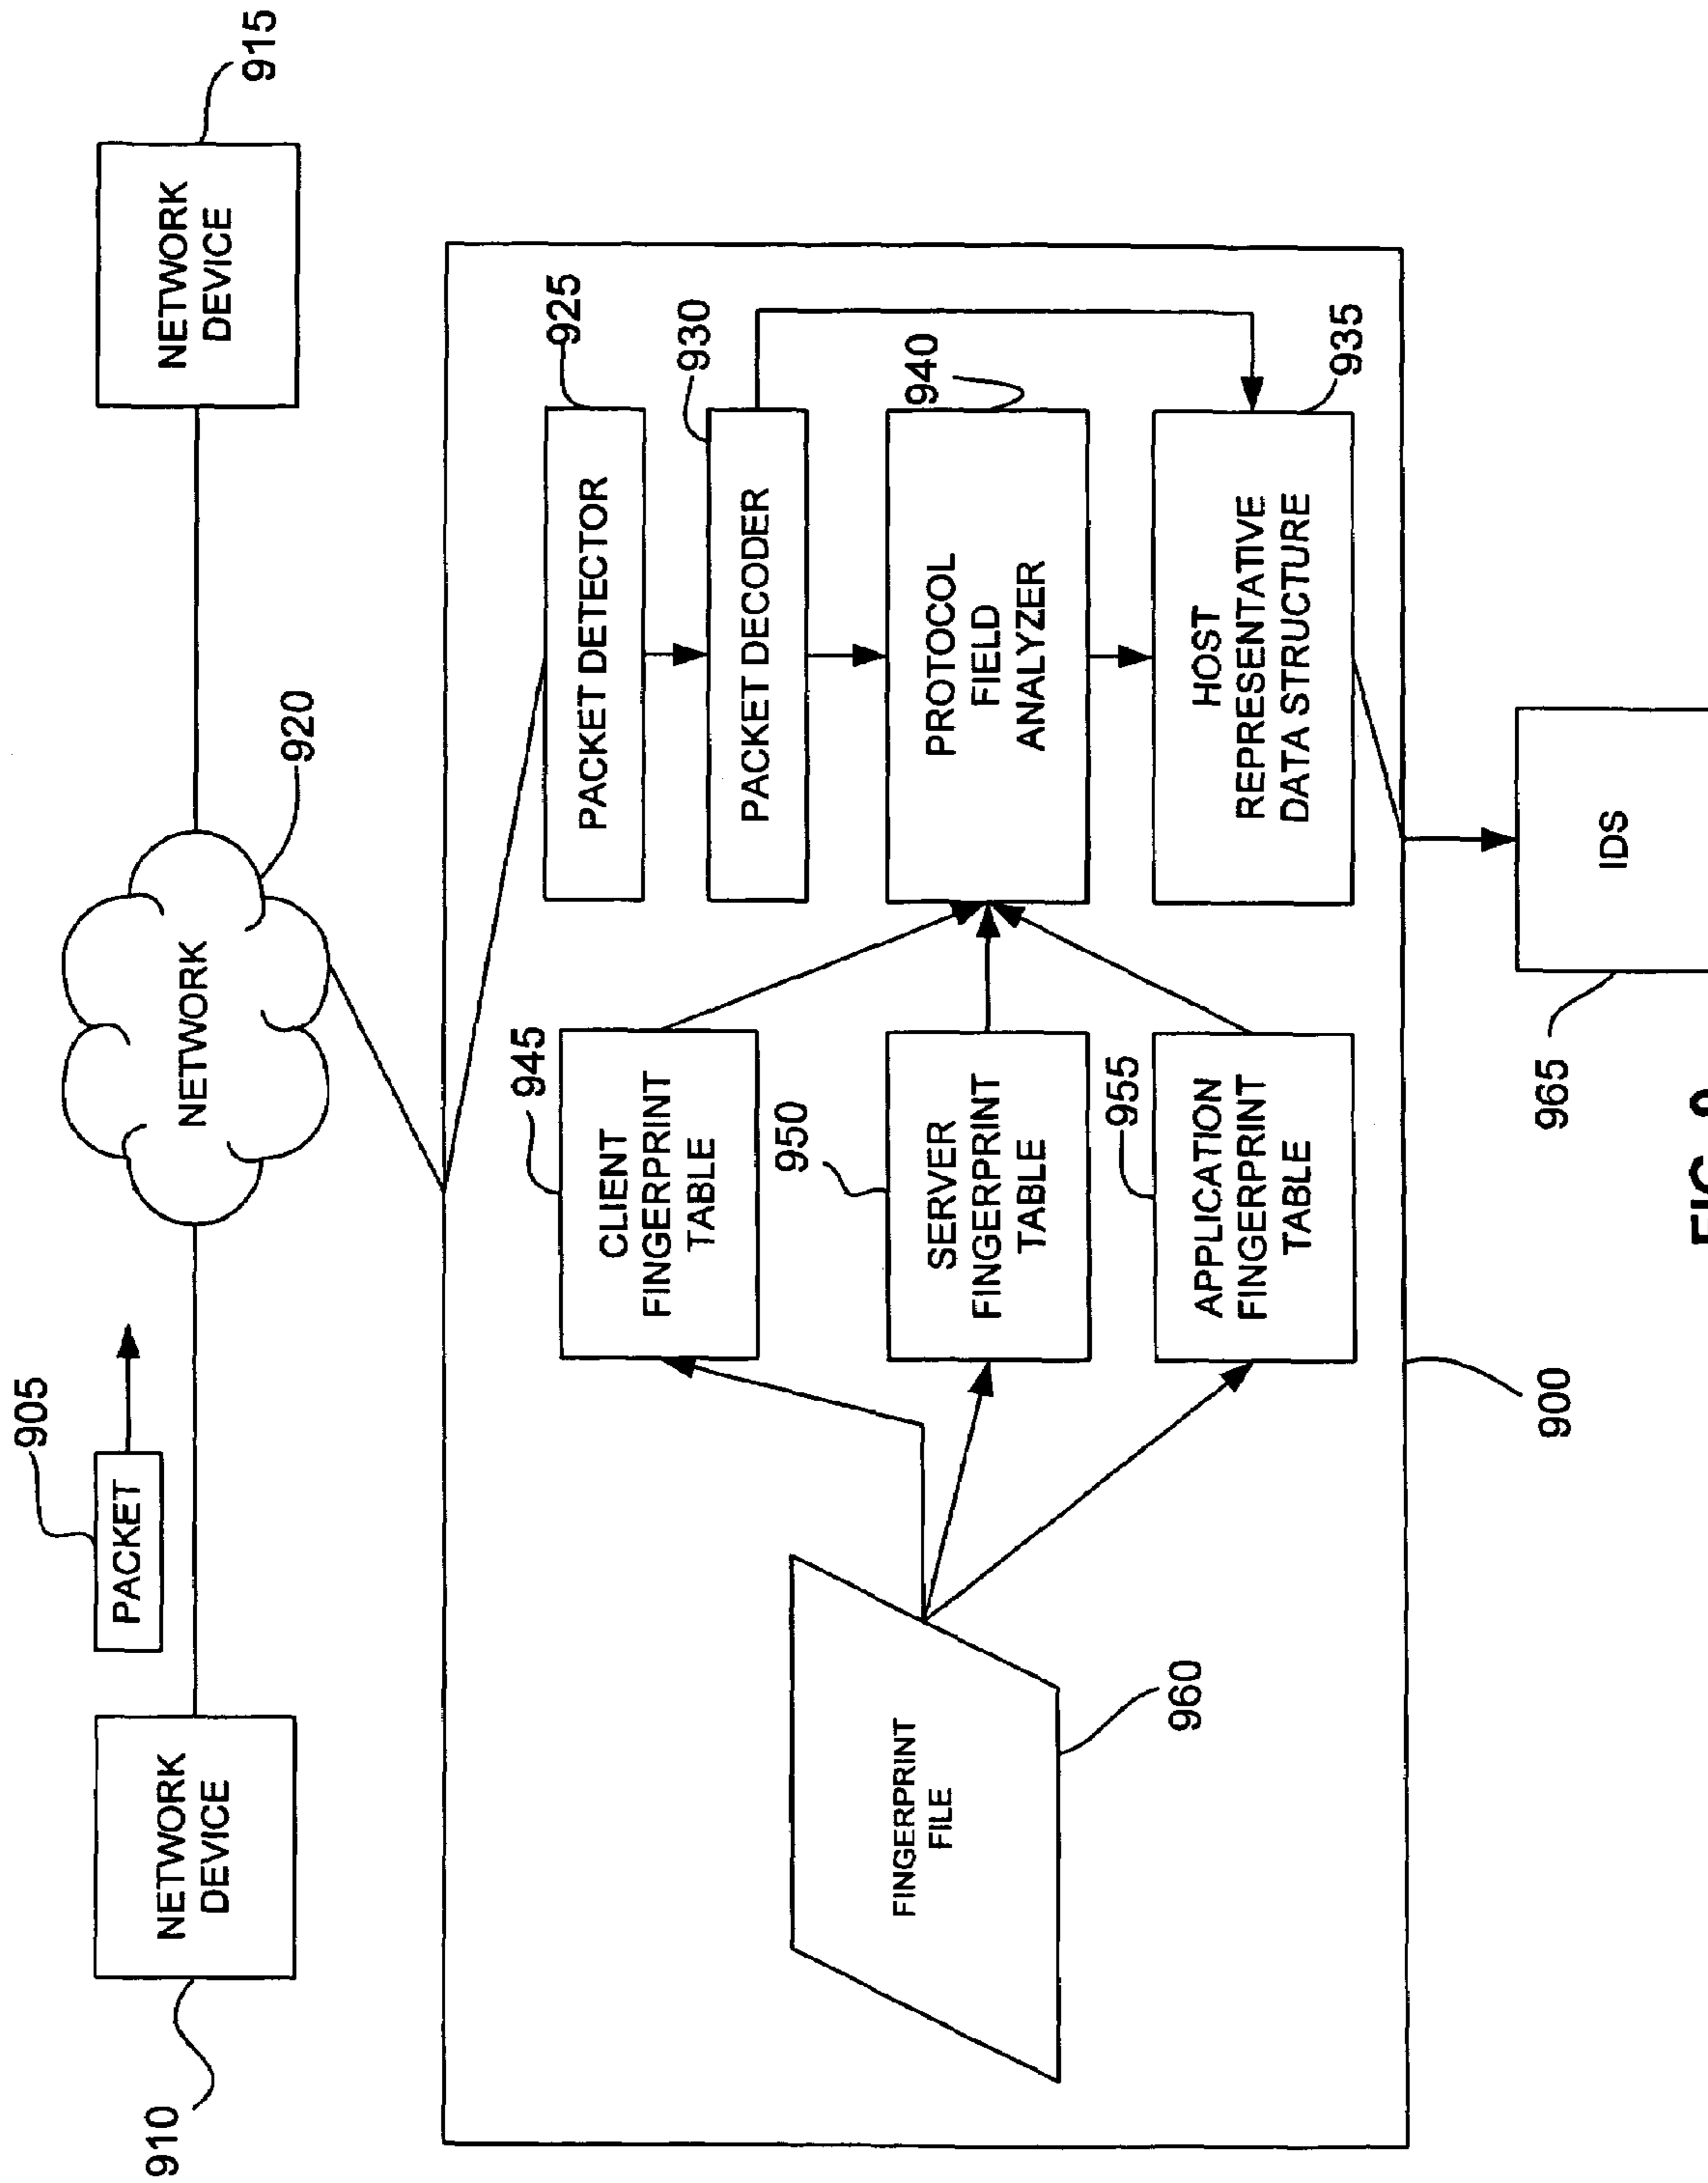 905
910
PACKET
920
915
NETWORK
DEVICE
NETWORK
NETWORK
DEVICE
945
925
CLIENT
FINGERPRINT
TABLE
PACKET DETECTOR
930
PACKET DECODER
950
940
FINGERPRINT
FILE
SERVER
FINGERPRINT
TABLE
PROTOCOL
FIELD
ANALYZER
960
955
APPLICATION
FINGERPRINT
TABLE
HOST
REPRESENTATIVE
DATA STRUCTURE
935
900
965
IDS